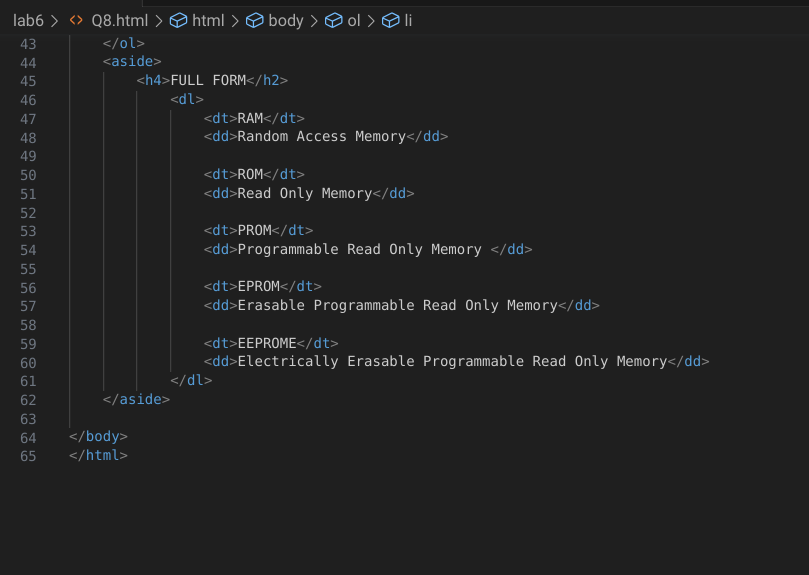 lab6 > <> Q8.html > html > body > ol > li
43 </ol>
44 <aside>
45 <h4>FULL FORM</h2>
46 <dl>
47 <dt>RAM</dt>
48 <dd>Random Access Memory</dd>
49
50 <dt>ROM</dt>
51 <dd>Read Only Memory</dd>
52
53 <dt>PROM</dt>
54 <dd>Programmable Read Only Memory </dd>
55
56 <dt>EPROM</dt>
57 <dd>Erasable Programmable Read Only Memory</dd>
58
59 <dt>EEPROME</dt>
60 <dd>Electrically Erasable Programmable Read Only Memory</dd>
61 </dl>
62 </aside>
63
64 </body>
65 </html>